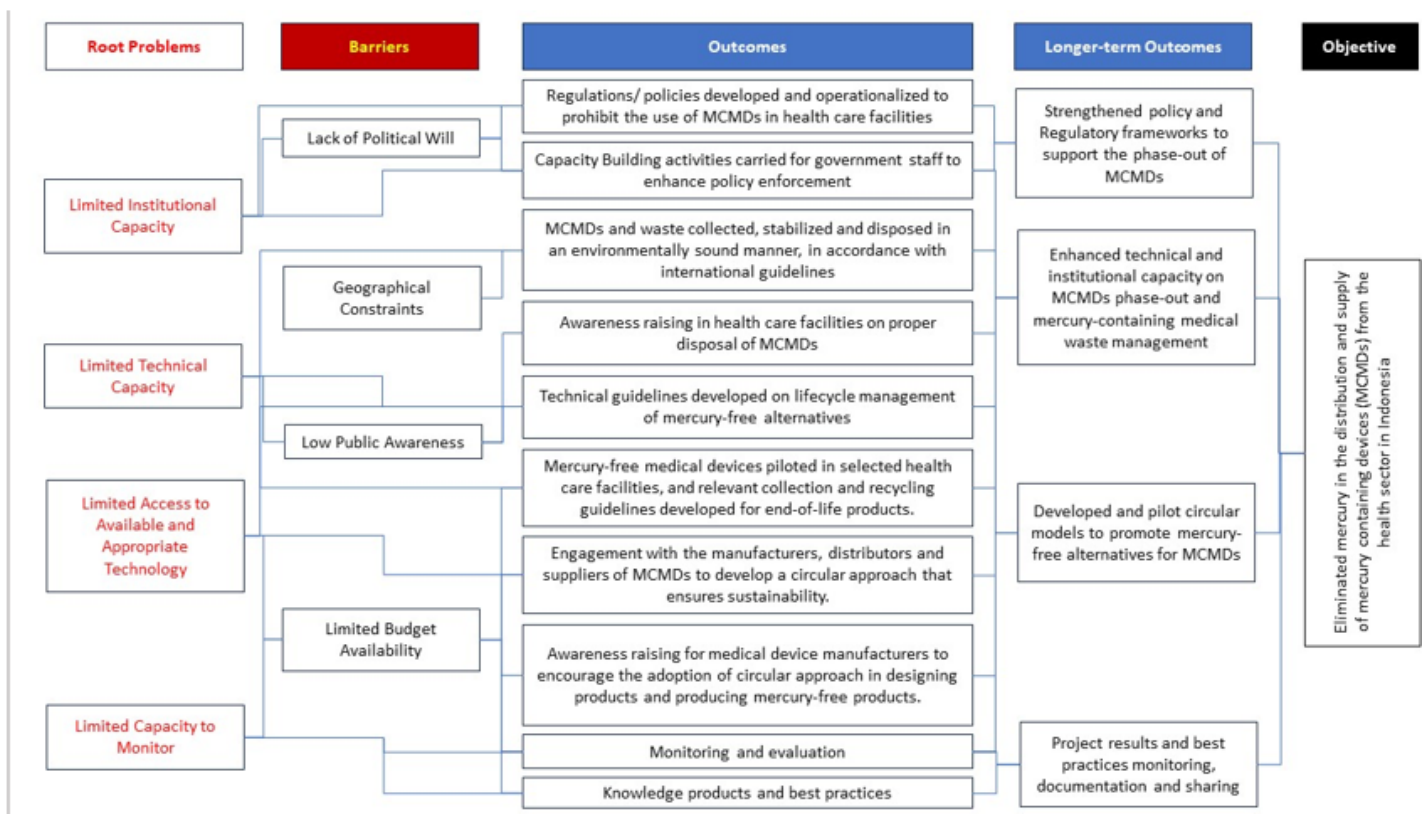 Root Problems
Barriers
Outcomes
Longer-term Outcomes
Objective
Limited Institutional
Capacity
Limited Technical
Capacity
Limited Access to
Available and
Appropriate
Technology
Limited Capacity to
Monitor
Lack of Political Will
Geographical
Constraints
Low Public Awareness
Limited Budget
Availability
Regulations/ policies developed and operationalized to
prohibit the use of MCMDs in health care facilities
Capacity Building activities carried for government staff to
enhance policy enforcement
MCMDs and waste collected, stabilized and disposed in
an environmentally sound manner, in accordance with
international guidelines
Awareness raising in health care facilities on proper
disposal of MCMDs
Technical guidelines developed on lifecycle management
of mercury-free alternatives
Mercury-free medical devices piloted in selected health
care facilities, and relevant collection and recycling
guidelines developed for end-of-life products.
Engagement with the manufacturers, distributors and
suppliers of MCMDs to develop a circular approach that
ensures sustainability.
Awareness raising for medical device manufacturers to
encourage the adoption of circular approach in designing
products and producing mercury-free products.
Monitoring and evaluation
Knowledge products and best practices
Strengthened policy and
Regulatory frameworks to
support the phase-out of
MCMDs
Enhanced technical and
institutional capacity on
MCMDs phase-out and
mercury-containing medical
waste management
Developed and pilot circular
models to promote mercury-
free alternatives for MCMDs
Project results and best
practices monitoring,
documentation and sharing
Eliminated mercury in the distribution and supply
of mercury containing devices (MCMDs) from the
health sector in Indonesia